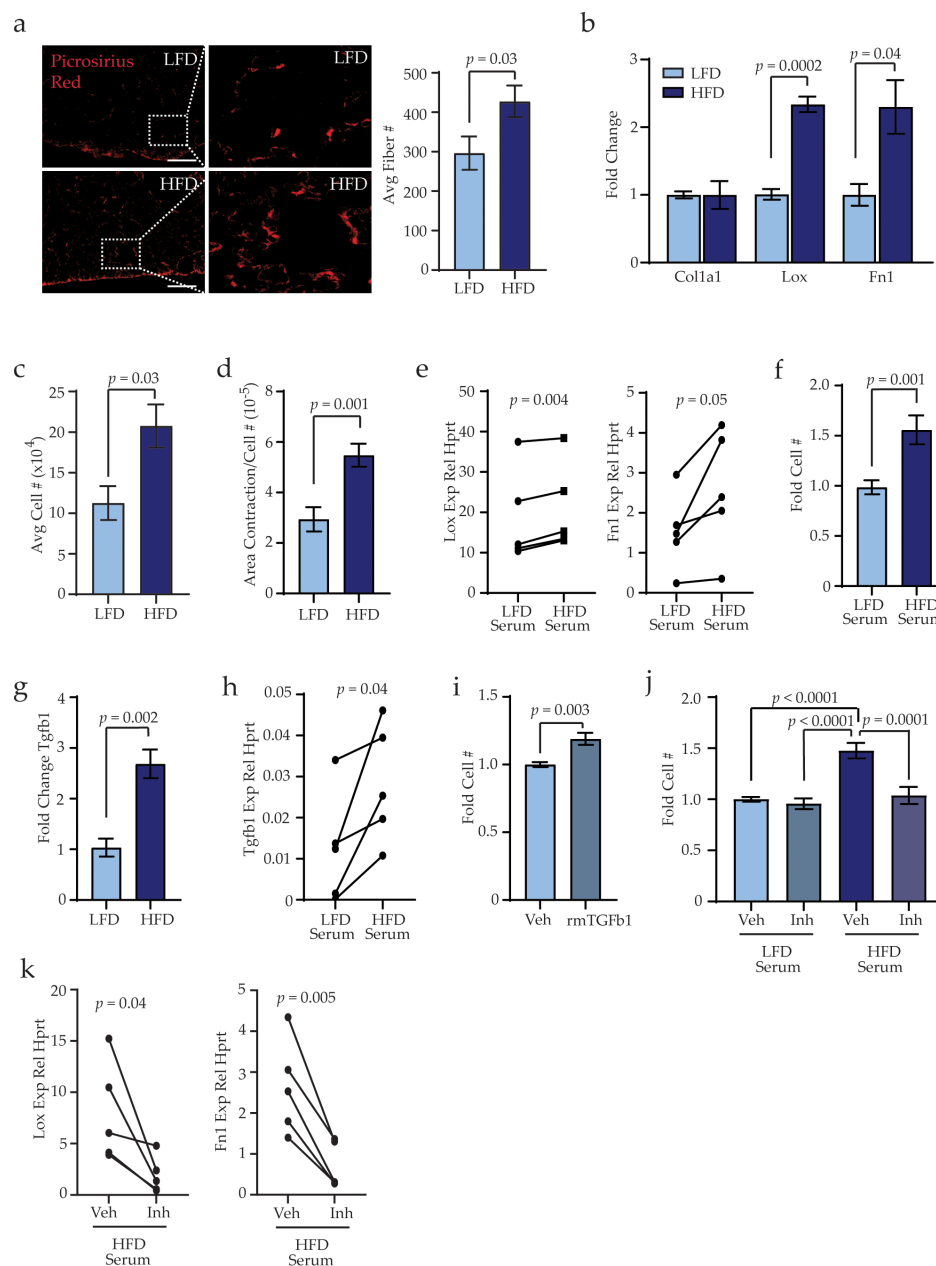 a
Picrosirius
Red
LFD
LFD
HFD
HFD
Avg Fiber #
500
400
300
200
100
0
p = 0.03
LFD
HFD
b
Fold Change
3
2
1
0
LFD
HFD
p = 0.0002
p = 0.04
Col1a1
Lox
Fn1
c
Avg Cell # (x10^4)
25
20
15
10
5
0
p = 0.03
LFD
HFD
d
Area Contraction/Cell # (10^-5)
8
6
4
2
0
p = 0.001
LFD
HFD
e
Lox Exp Rel Hprt
50
40
30
20
10
0
p = 0.004
LFD
Serum
HFD
Serum
Fn1 Exp Rel Hprt
5
4
3
2
1
0
p = 0.05
LFD
Serum
HFD
Serum
f
Fold Cell #
2.0
1.5
1.0
0.5
0
p = 0.001
LFD
Serum
HFD
Serum
g
Fold Change Tgfb1
4
3
2
1
0
p = 0.002
LFD
HFD
h
Tgfb1 Exp Rel Hprt
0.05
0.04
0.03
0.02
0.01
0
p = 0.04
LFD
Serum
HFD
Serum
i
Fold Cell #
1.5
1.0
0.5
0
p = 0.003
Veh
rmTGFb1
j
Fold Cell #
2.0
1.5
1.0
0.5
0
p < 0.0001
p < 0.0001
p = 0.0001
Veh
Inh
Veh
Inh
LFD
Serum
HFD
Serum
k
Lox Exp Rel Hprt
20
15
10
5
0
p = 0.04
Veh
Inh
HFD
Serum
Fn1 Exp Rel Hprt
5
4
3
2
1
0
p = 0.005
Veh
Inh
HFD
Serum